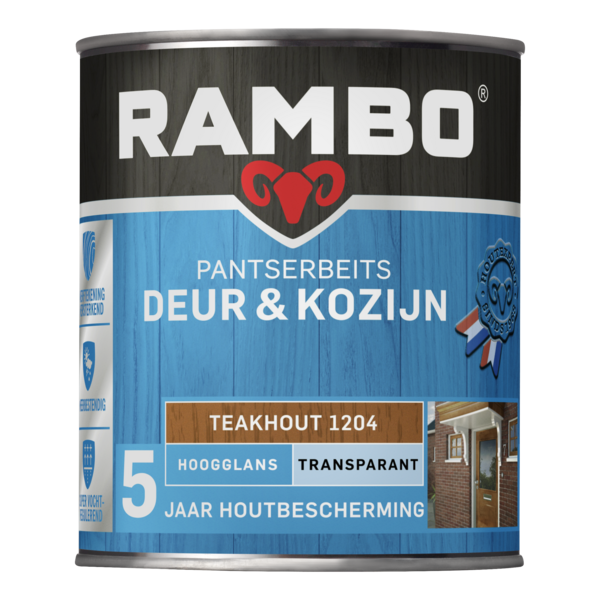 RAMBO®
PANTSERBEITS
DEUR & KOZIJN
TEAKHOUT 1204
HOOGGLANS
TRANSPARANT
5
JAAR HOUTBESCHERMING